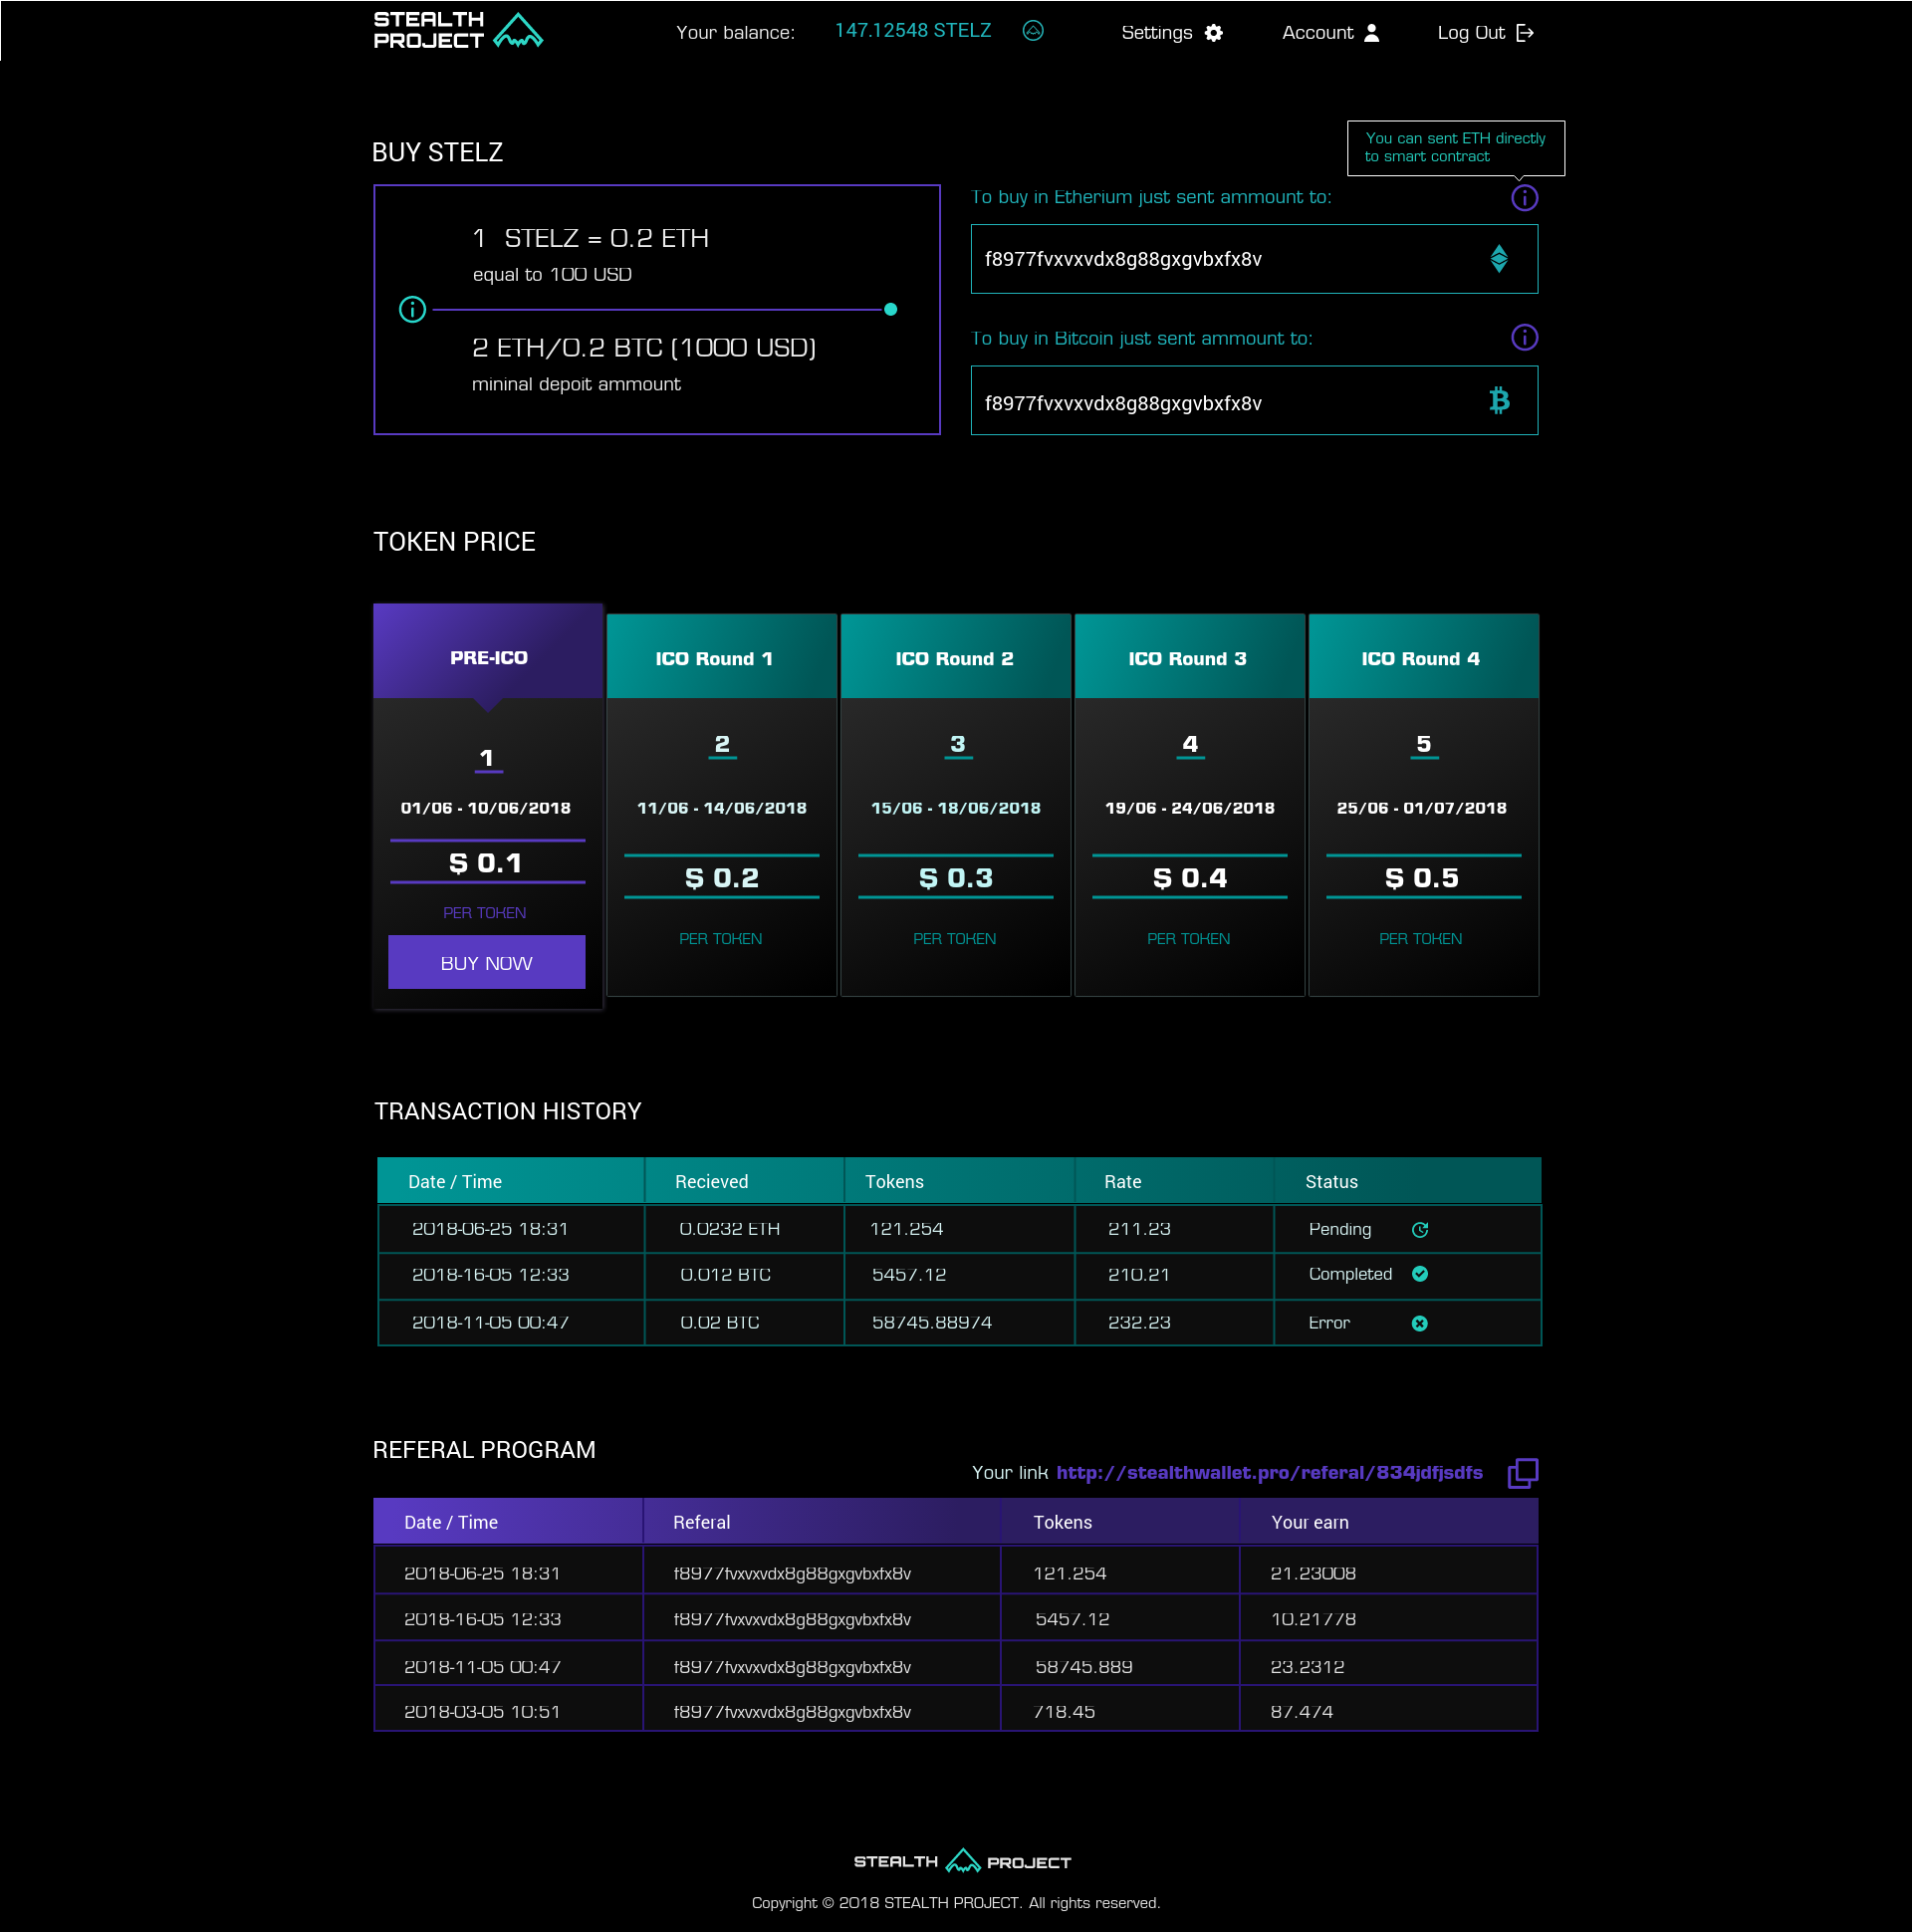 STEALTH
PROJECT
Your balance: 147.12548 STELZ Settings Account Log Out
You can sent ETH directly
to smart contract
BUY STELZ
1 STELZ = 0.2 ETH
equal to 100 USD
2 ETH/0.2 BTC (1000 USD)
mininal depoit ammount
To buy in Etherium just sent ammount to:
f8977fvxvxvdx8g88gxgvbxfx8v
To buy in Bitcoin just sent ammount to:
f8977fvxvxvdx8g88gxgvbxfx8v
TOKEN PRICE
PRE-ICO
1
01/06 - 10/06/2018
$ 0.1
PER TOKEN
BUY NOW
ICO Round 1
2
11/06 - 14/06/2018
$ 0.2
PER TOKEN
ICO Round 2
3
15/06 - 18/06/2018
$ 0.3
PER TOKEN
ICO Round 3
4
19/06 - 24/06/2018
$ 0.4
PER TOKEN
ICO Round 4
5
25/06 - 01/07/2018
$ 0.5
PER TOKEN
TRANSACTION HISTORY
Date / Time Recieved Tokens Rate Status
2018-06-25 18:31 0.0232 ETH 121.254 211.23 Pending
2018-16-05 12:33 0.012 BTC 5457.12 210.21 Completed
2018-11-05 00:47 0.02 BTC 58745.88974 232.23 Error
REFERAL PROGRAM
Your link http://stealthwallet.pro/referal/834jdfjsdfs
Date / Time Referal Tokens Your earn
2018-06-25 18:31 f8977fvxvxvdx8g88gxgvbxfx8v 121.254 21.23008
2018-16-05 12:33 f8977fvxvxvdx8g88gxgvbxfx8v 5457.12 10.21778
2018-11-05 00:47 f8977fvxvxvdx8g88gxgvbxfx8v 58745.889 23.2312
2018-03-05 10:51 f8977fvxvxvdx8g88gxgvbxfx8v 718.45 87.474
STEALTH PROJECT
Copyright © 2018 STEALTH PROJECT. All rights reserved.